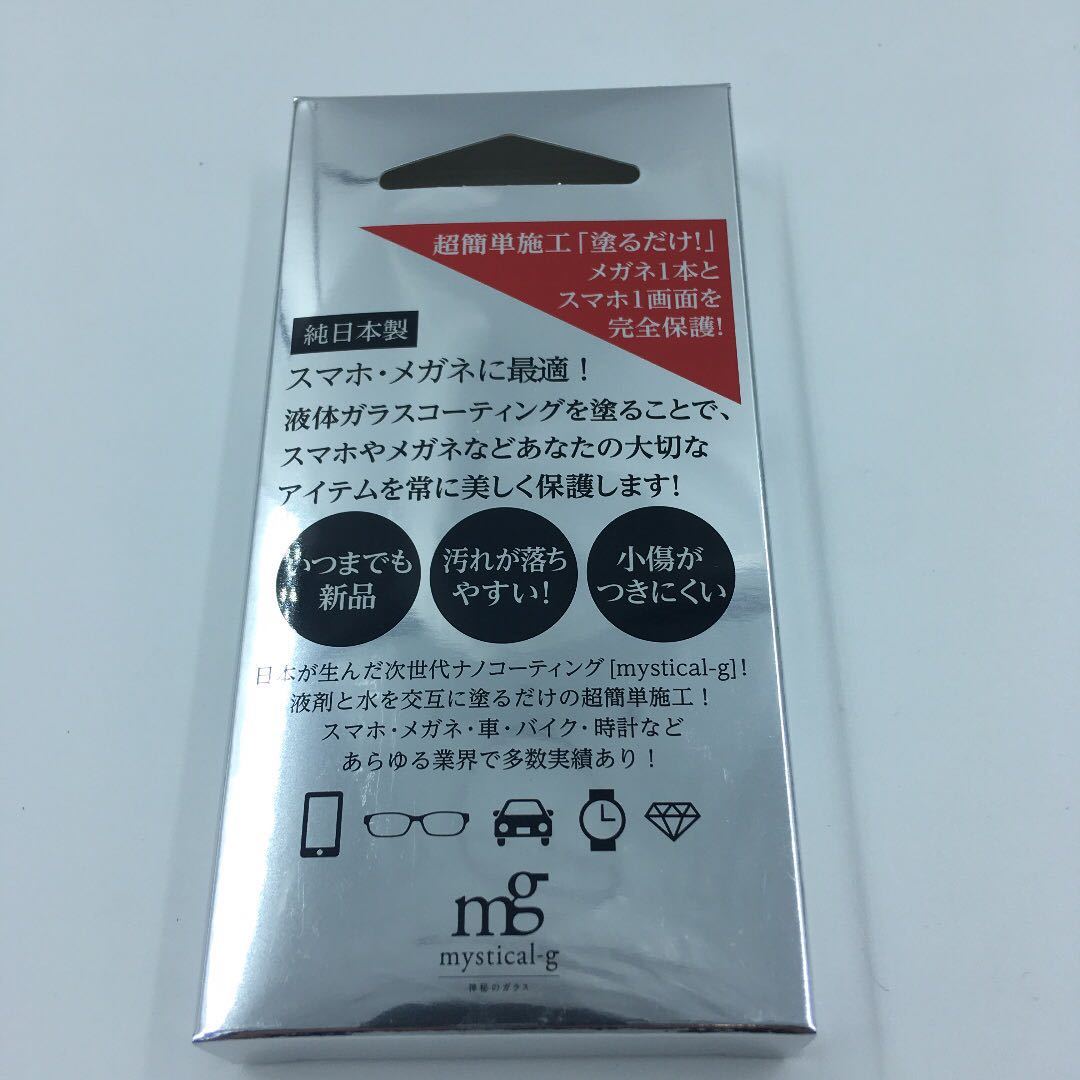 超簡単施工「塗るだけ!」
メガネ1本と
スマホ1画面を
完全保護!
純日本製
スマホ・メガネに最適！
液体ガラスコーティングを塗ることで、
スマホやメガネなどあなたの大切な
アイテムを常に美しく保護します!
いつまでも
新品
汚れが落ち
やすい!
小傷が
つきにくい
日本が生んだ次世代ナノコーティング[mystical-g]!
液剤と水を交互に塗るだけの超簡単施工！
スマホ・メガネ・車・バイク・時計など
あらゆる業界で多数実績あり！
mg
mystical-g
神秘のガラス